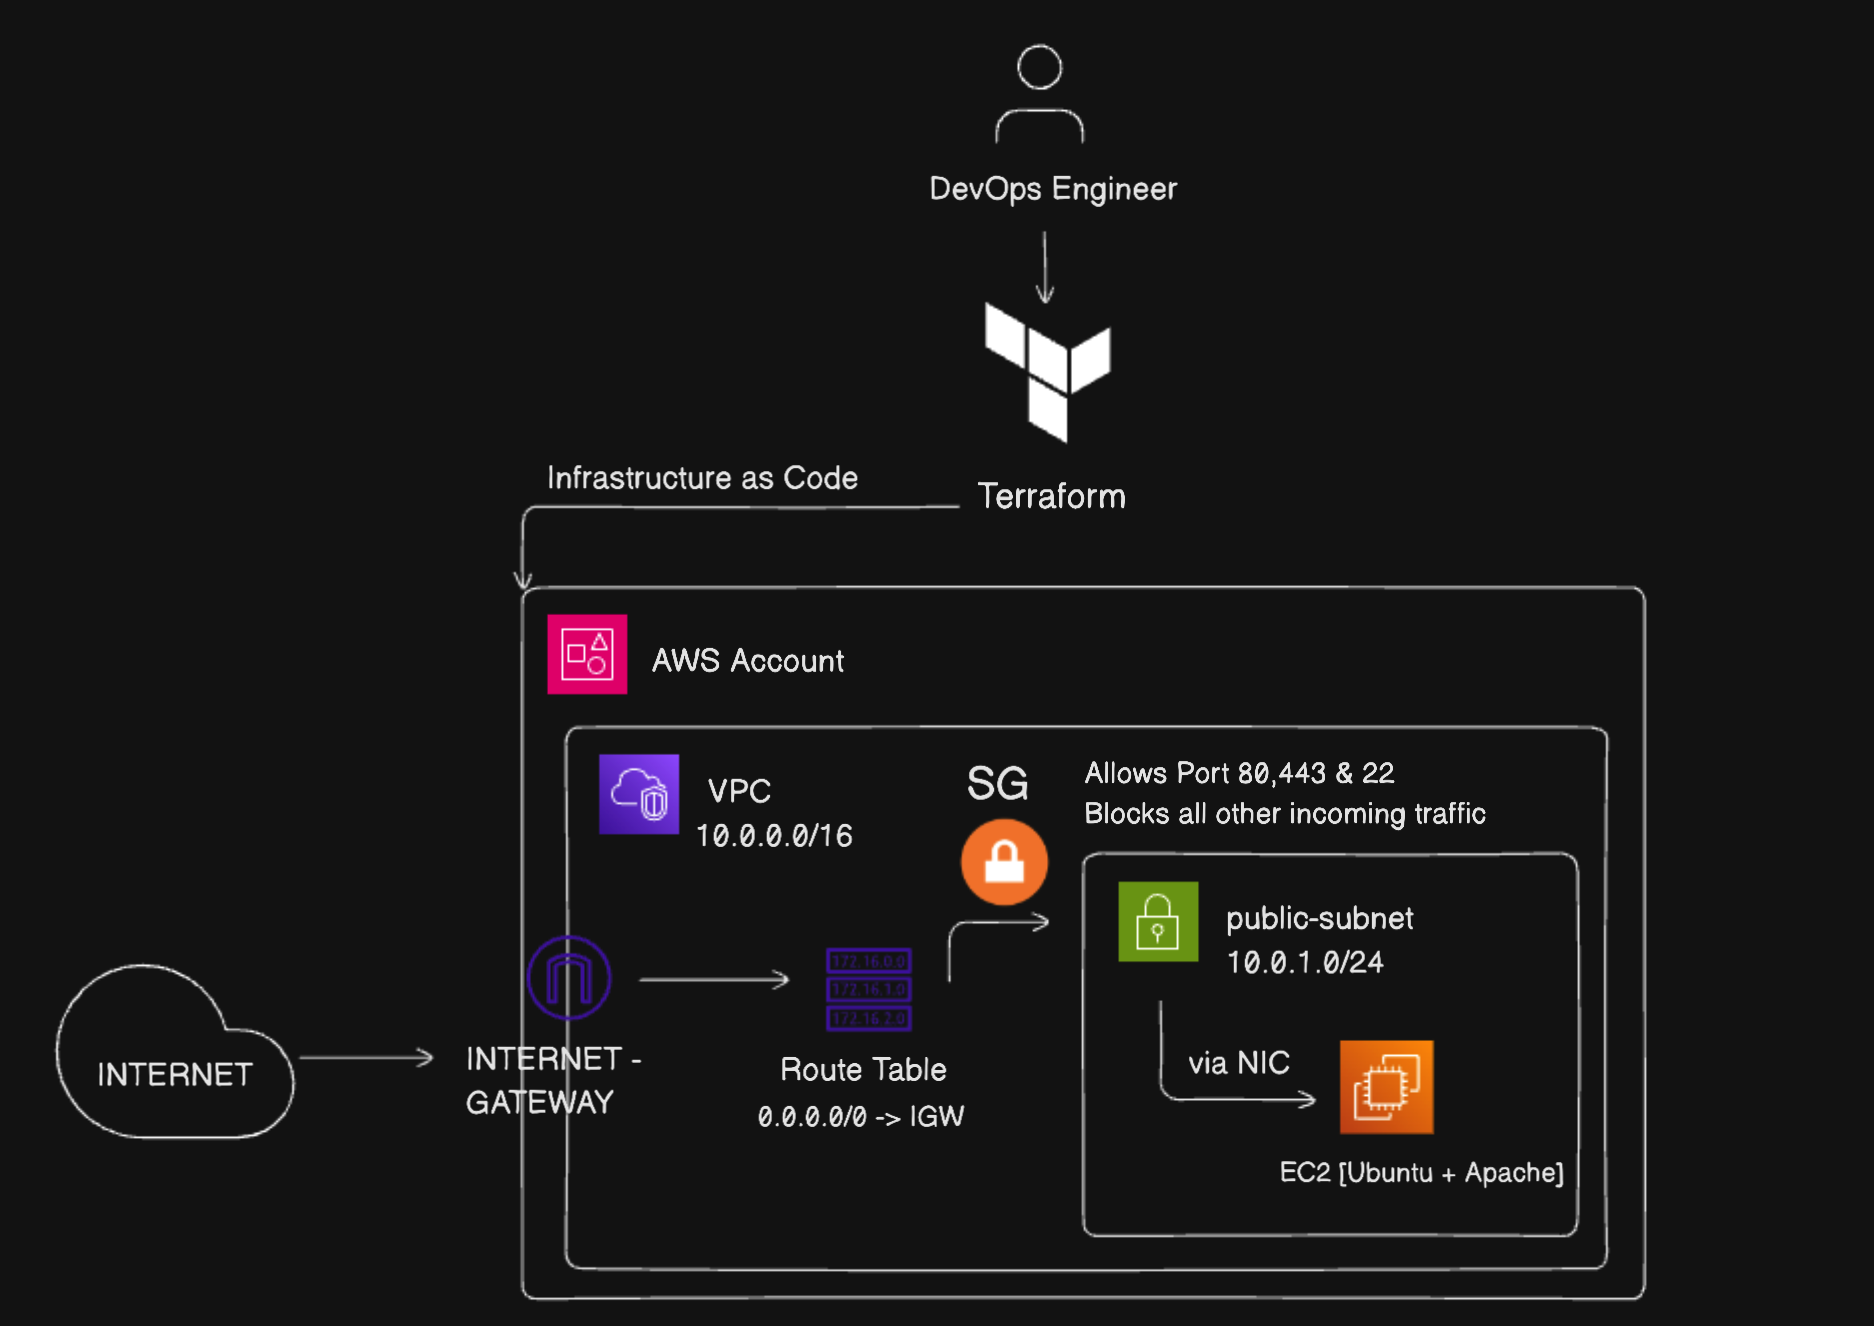 DevOps Engineer
Terraform
Infrastructure as Code
AWS Account
VPC
10.0.0.0/16
SG
Allows Port 80,443 & 22
Blocks all other incoming traffic
public-subnet
10.0.1.0/24
via NIC
EC2 [Ubuntu + Apache]
172.16.0.0
172.16.1.0
172.16.2.0
Route Table
0.0.0.0/0 -> IGW
INTERNET -
GATEWAY
INTERNET